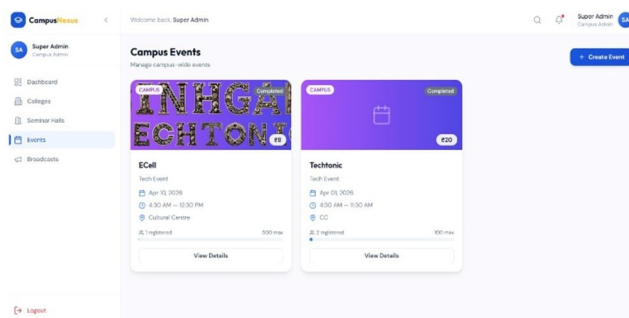 CampusNexus
Welcome back, Super Admin
Super Admin
Campus Admin
SA
SA
Super Admin
Campus Admin
Dashboard
Colleges
Seminar Halls
Events
Broadcasts
Logout
Campus Events
Manage campus-wide events
+ Create Event
CAMPUS
Completed
INHGA
ECHTONI
ECell
Tech Event
Apr 10, 2026
4:30 AM — 12:30 PM
Cultural Centre
1 registered
500 max
View Details
CAMPUS
Completed
₹20
Techtonic
Tech Event
Apr 01, 2026
4:30 AM — 11:30 AM
CC
2 registered
100 max
View Details